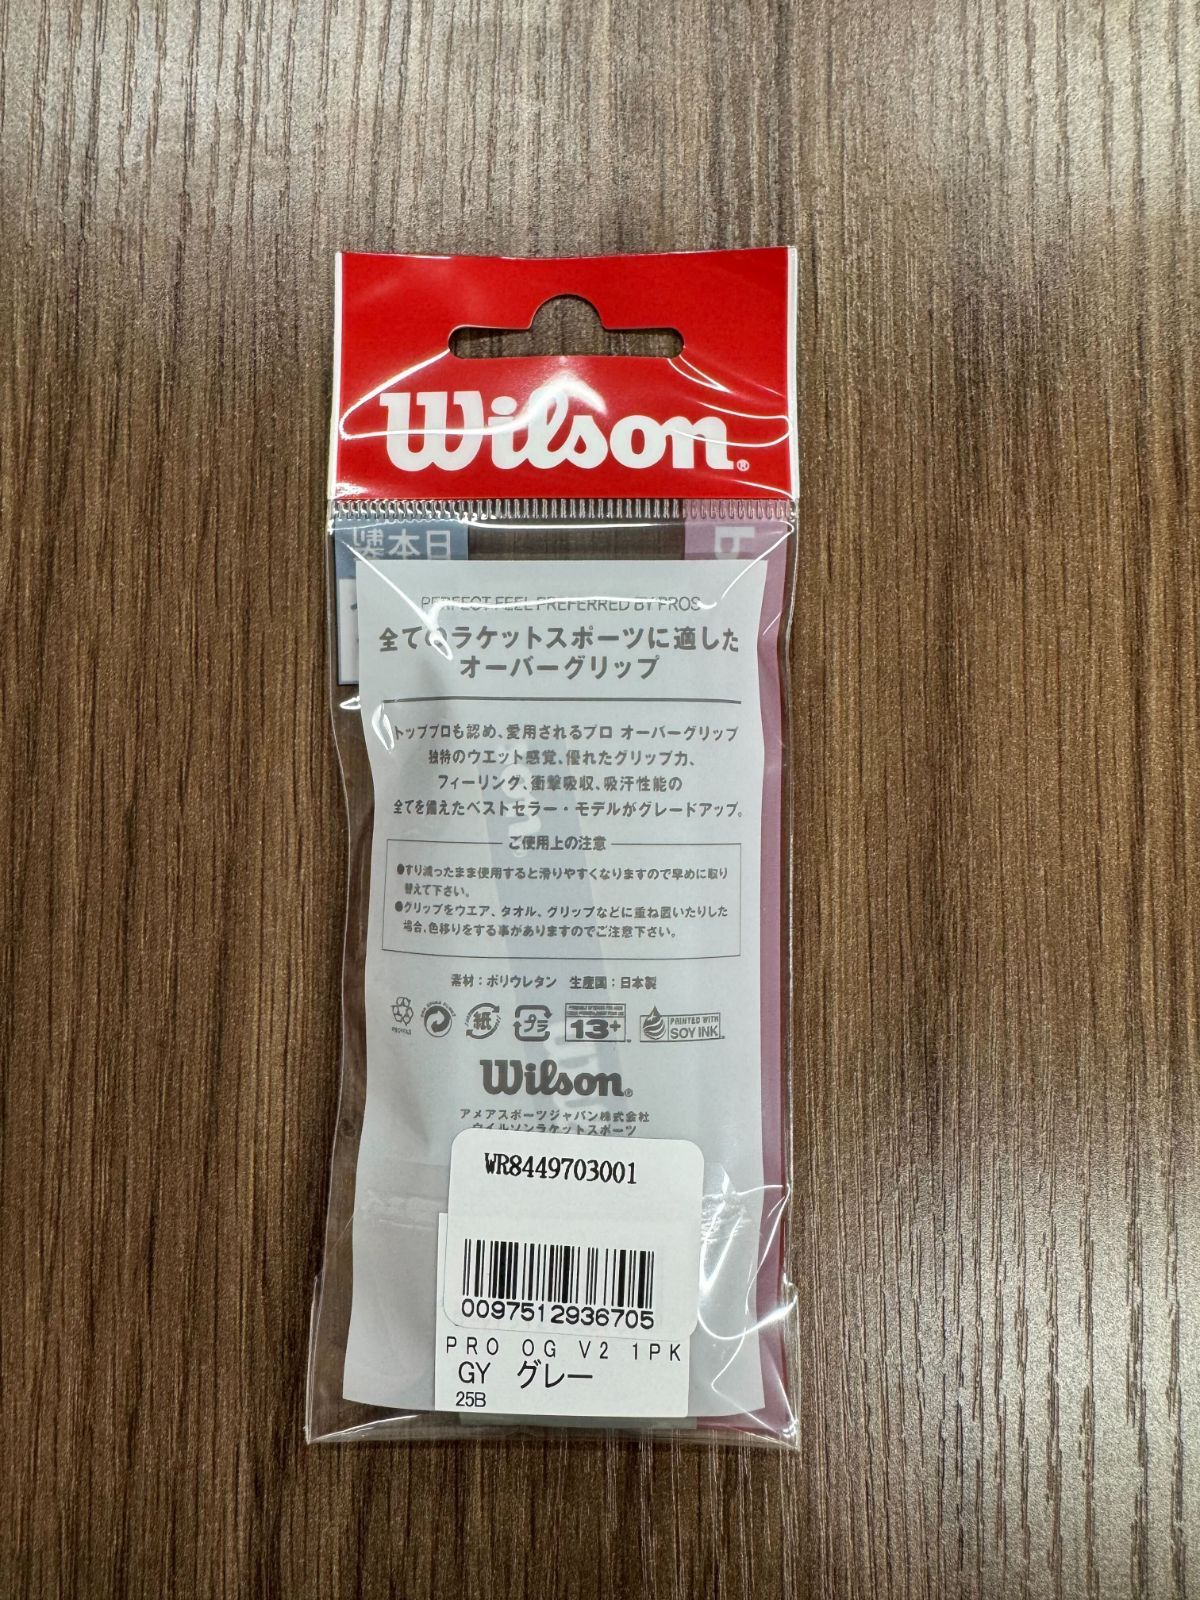 Wilson®
日本製
PERFECT FEEL PREFERRED BY PROS
全てのラケットスポーツに適した
オーバーグリップ
トッププロも認め、愛用されるプロ オーバーグリップ
独特のウエット感覚、優れたグリップ力、
フィーリング、衝撃吸収、吸汗性能の
全てを備えたベストセラー・モデルがグレードアップ。
ご使用上の注意
●すり減ったまま使用すると滑りやすくなりますので早めに取り
替えて下さい。
●グリップをウエア、タオル、グリップなどに重ね置いたりした
場合、色移りをする事がありますのでご注意下さい。
素材：ポリウレタン 生産国：日本製
紙
プラ
13+
PRINTED WITH
SOY INK
Wilson®
アメアスポーツジャパン株式会社
ウイルソンラケットスポーツ
WR8449703001
0097512936705
PRO OG V2 1PK
GY グレー
25B